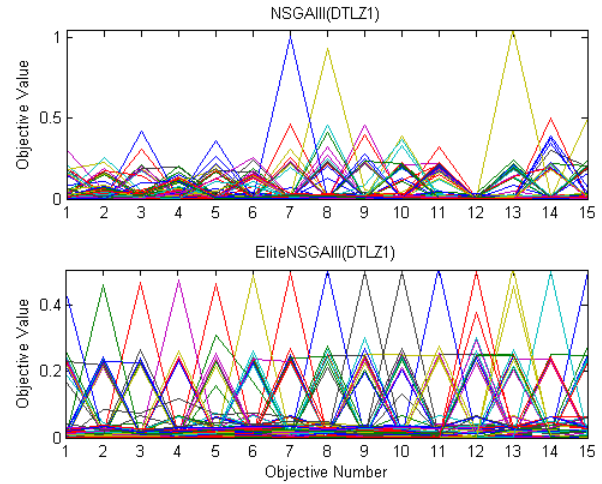 NSGAIII(DTLZ1)
1
0.5
0
Objective Value
1 2 3 4 5 6 7 8 9 10 11 12 13 14 15
EliteNSGAIII(DTLZ1)
0.4
0.2
0
Objective Value
1 2 3 4 5 6 7 8 9 10 11 12 13 14 15
Objective Number